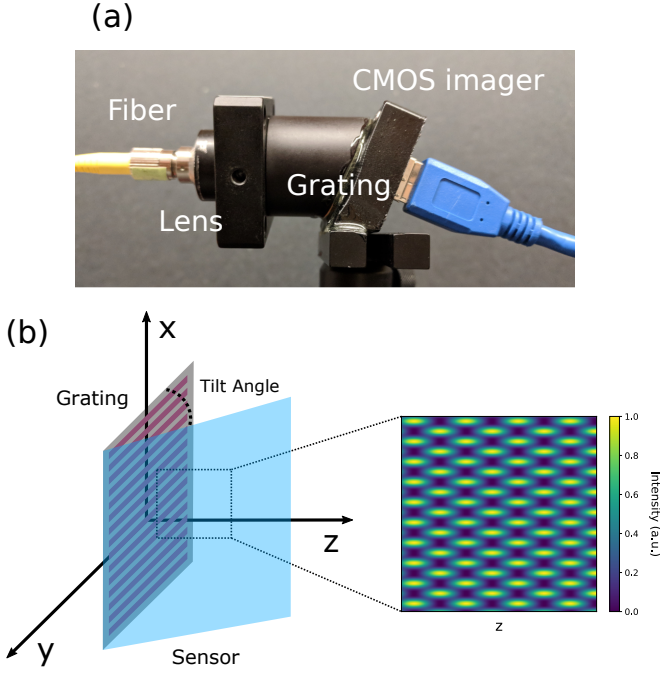 (a)
CMOS imager
Fiber
Grating
Lens
(b)
x
Grating
Tilt Angle
z
y
Sensor
z
1.0
0.8
0.6
0.4
0.2
0.0
Intensity (a.u.)